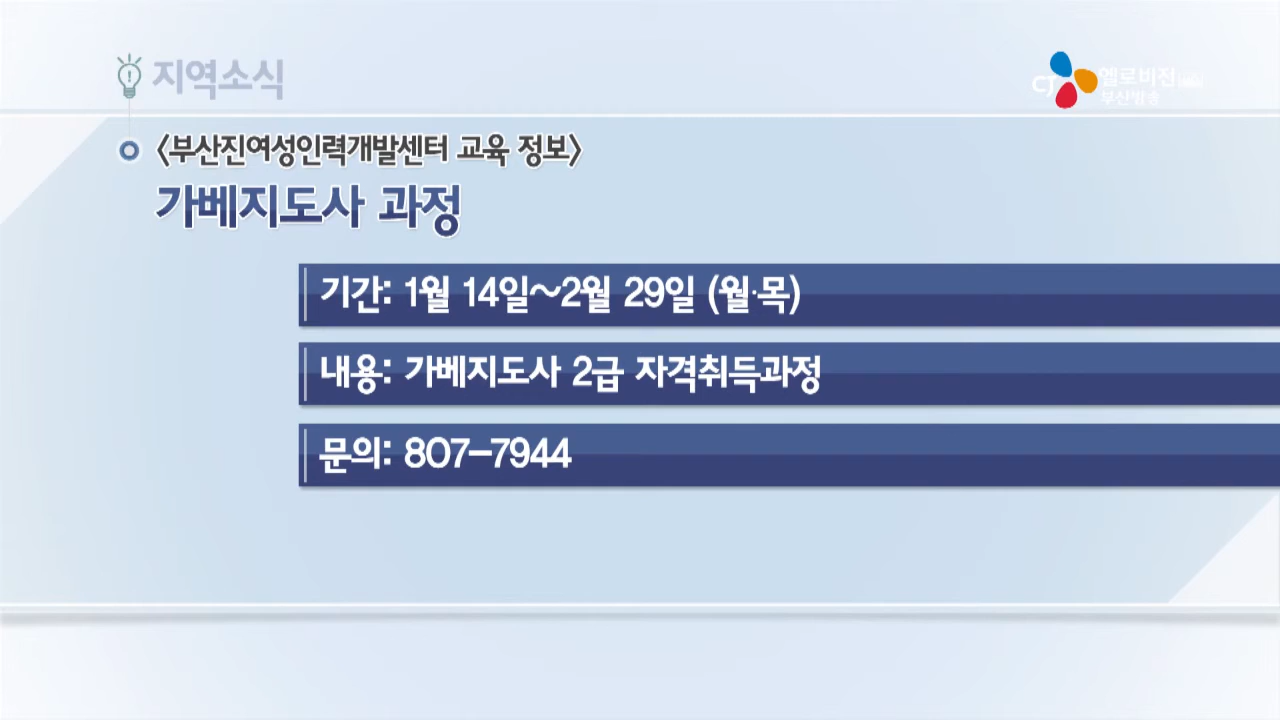 지역소식
CJ 헬로비전
부산방송
<부산진여성인력개발센터 교육 정보>
가베지도사 과정
기간: 1월 14일~2월 29일 (월·목)
내용: 가베지도사 2급 자격취득과정
문의: 807-7944